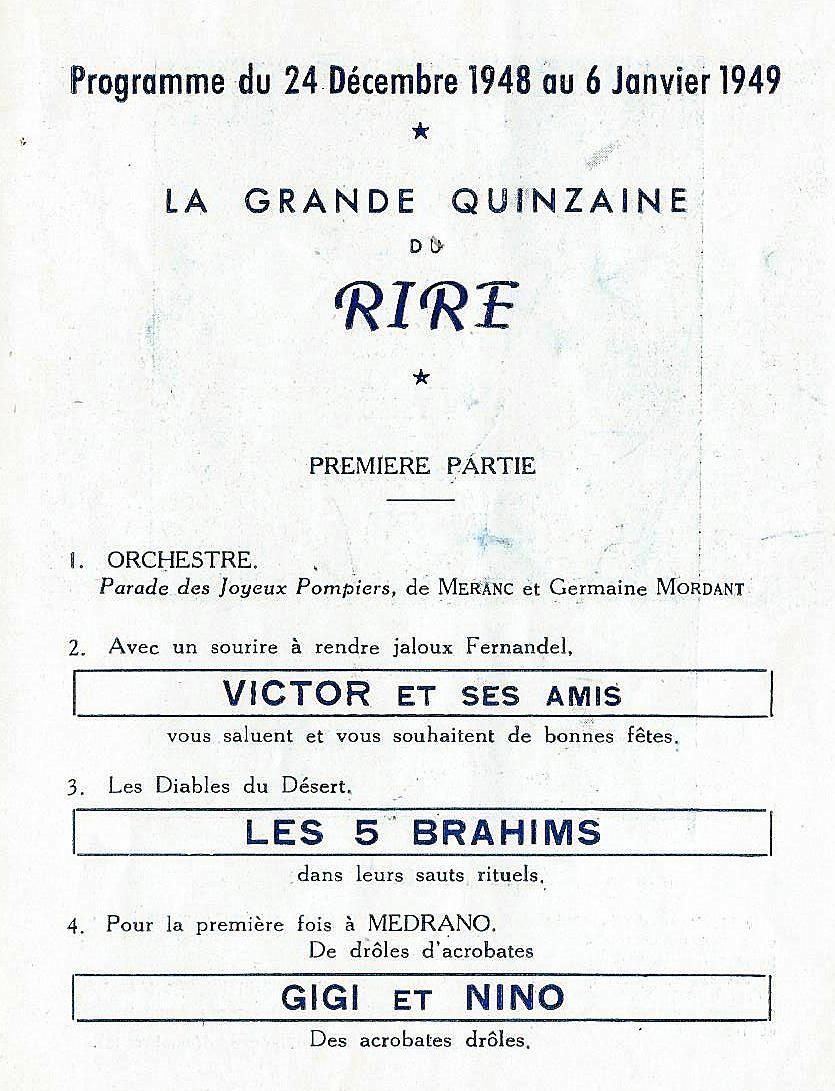 Programme du 24 Décembre 1948 au 6 Janvier 1949
★
LA GRANDE QUINZAINE
DU
RIRE
★
PREMIERE PARTIE
1. ORCHESTRE.
Parade des Joyeux Pompiers, de MERANC et Germaine MORDANT
2. Avec un sourire à rendre jaloux Fernandel,
VICTOR ET SES AMIS
vous saluent et vous souhaitent de bonnes fêtes.
3. Les Diables du Désert.
LES 5 BRAHIMS
dans leurs sauts rituels.
4. Pour la première fois à MEDRANO.
De drôles d'acrobates
GIGI ET NINO
Des acrobates drôles.